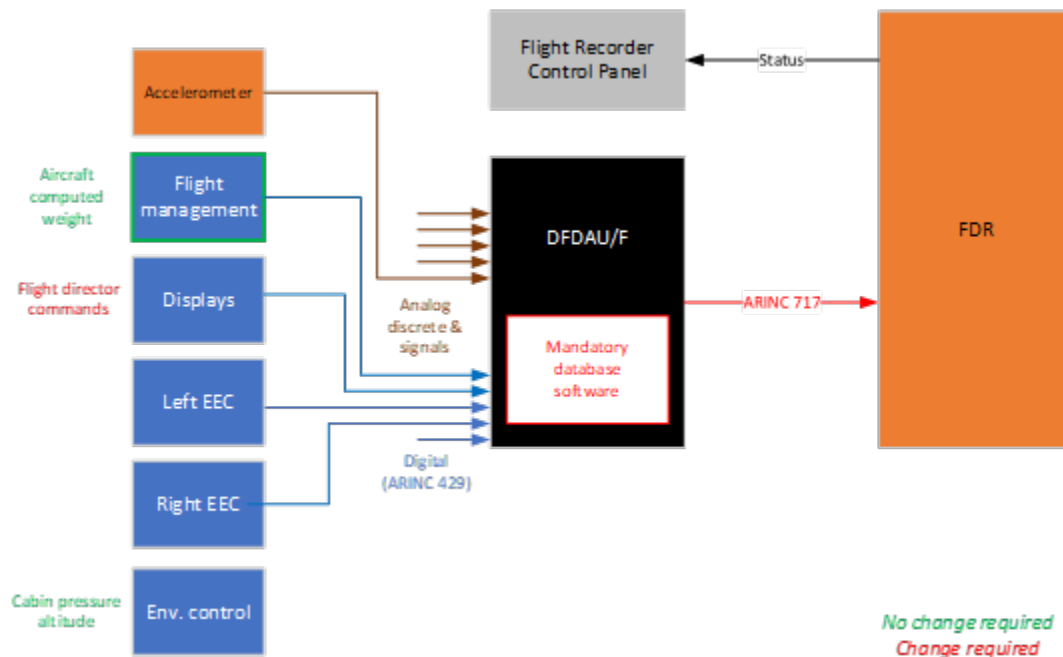 Flight Recorder
Control Panel
Status
Accelerometer
FDR
Aircraft
computed
weight
Flight
management
DFDAU/F
Flight director
commands
Displays
Analog
discrete &
signals
ARINC 717
Mandatory
database
software
Left EEC
Digital
(ARINC 429)
Right EEC
Cabin pressure
altitude
Env. control
No change required
Change required